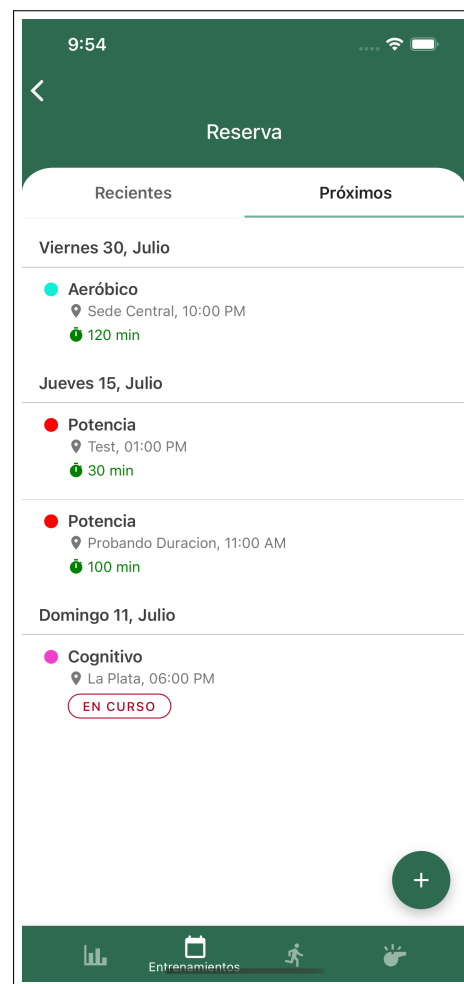 9:54
Reserva
Recientes
Próximos
Viernes 30, Julio
Aeróbico
Sede Central, 10:00 PM
120 min
Jueves 15, Julio
Potencia
Test, 01:00 PM
30 min
Potencia
Probando Duracion, 11:00 AM
100 min
Domingo 11, Julio
Cognitivo
La Plata, 06:00 PM
EN CURSO
+
Entrenamientos